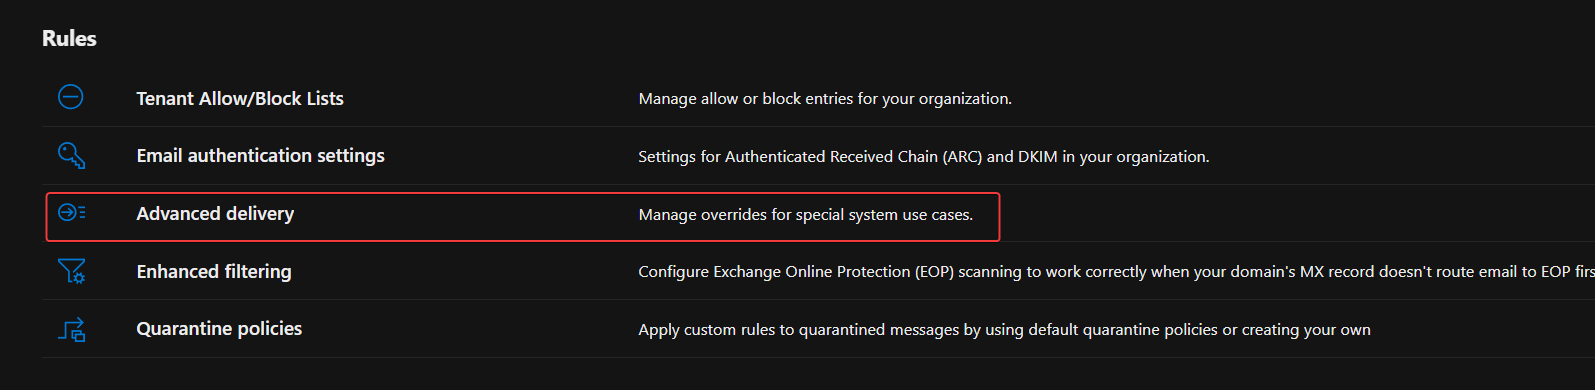 Rules
Tenant Allow/Block Lists
Manage allow or block entries for your organization.
Email authentication settings
Settings for Authenticated Received Chain (ARC) and DKIM in your organization.
Advanced delivery
Manage overrides for special system use cases.
Enhanced filtering
Configure Exchange Online Protection (EOP) scanning to work correctly when your domain's MX record doesn't route email to EOP firs
Quarantine policies
Apply custom rules to quarantined messages by using default quarantine policies or creating your own